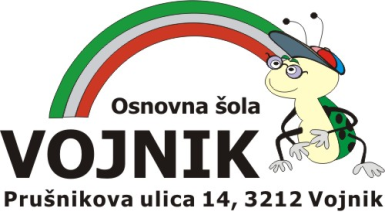 Osnovna šola
VOJNIK
Prušnikova ulica 14, 3212 Vojnik